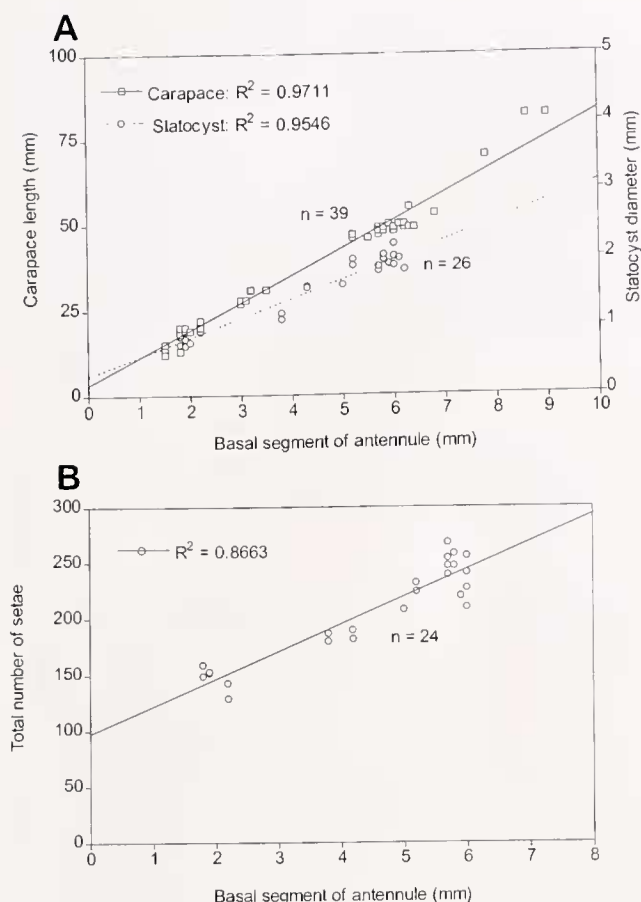 A
Carapace: R² = 0.9711
Statocyst: R² = 0.9546
n = 39
n = 26
100
75
50
25
0
5
4
3
2
1
0
0 1 2 3 4 5 6 7 8 9 10
Carapace length (mm)
Statocyst diameter (mm)
Basal segment of antennule (mm)
B
R² = 0.8663
n = 24
300
250
200
150
100
50
0
0 1 2 3 4 5 6 7 8
Total number of setae
Basal segment of antennule (mm)